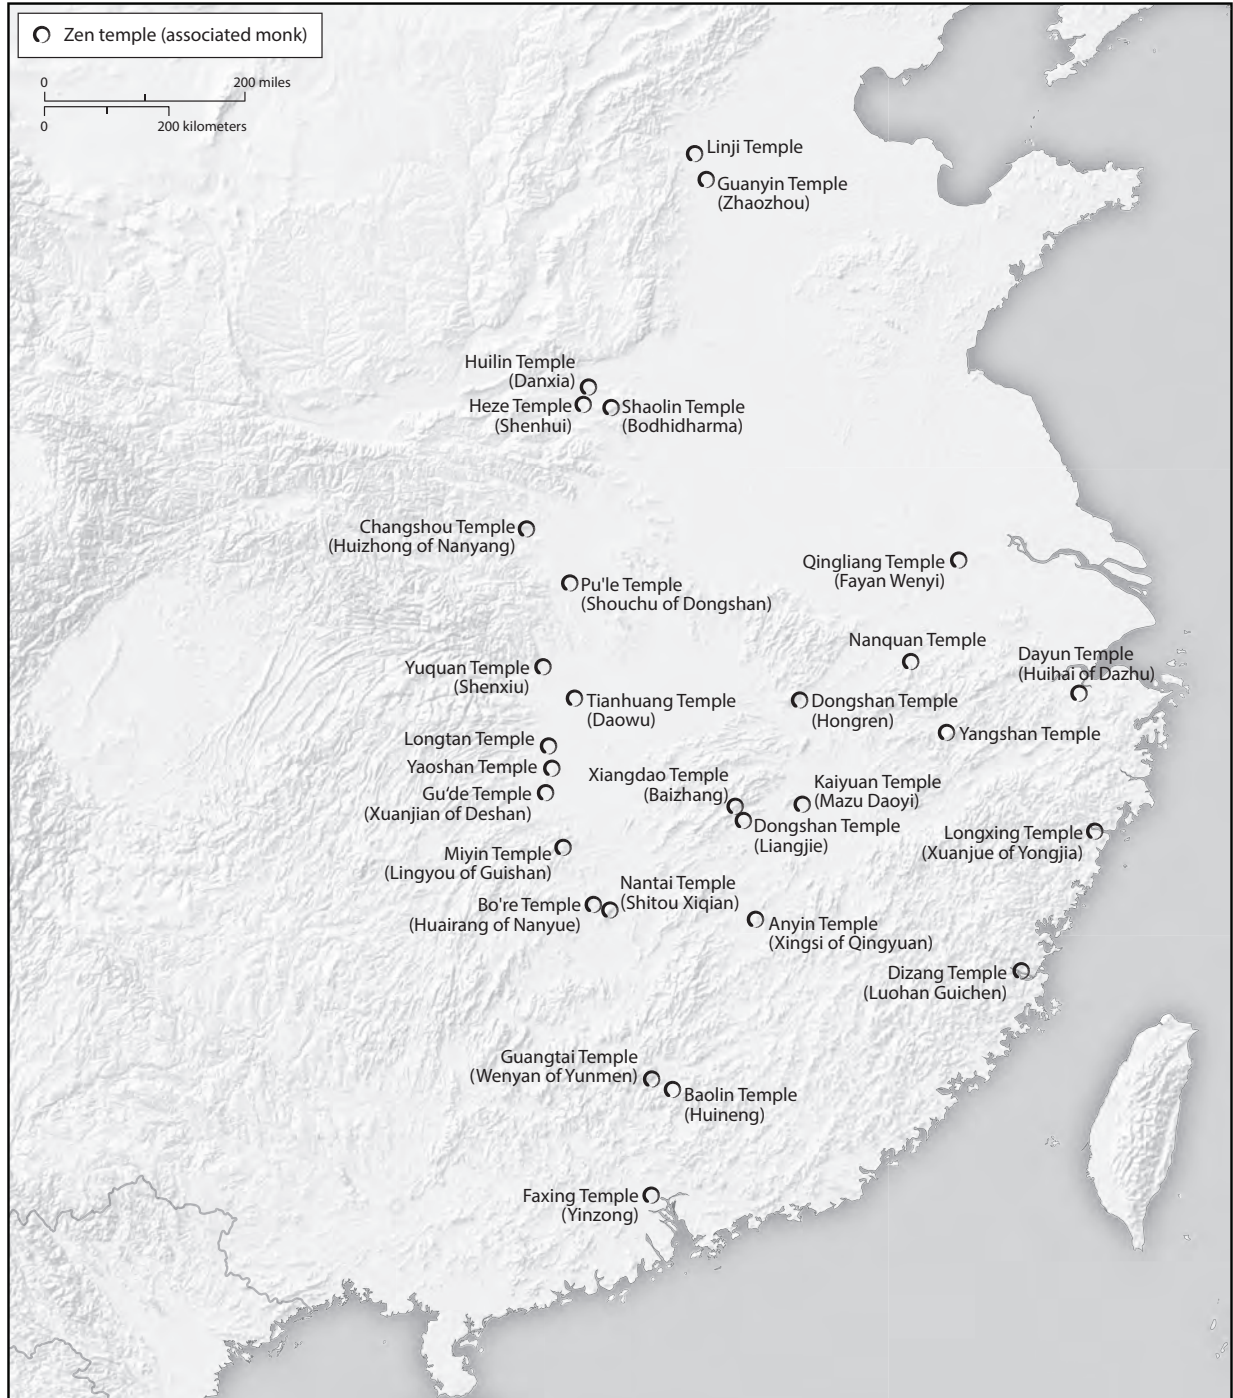 Zen temple (associated monk)
0 200 miles
0 200 kilometers
Linji Temple
Guanyin Temple
(Zhaozhou)
Huilin Temple
(Danxia)
Heze Temple
(Shenhui)
Shaolin Temple
(Bodhidharma)
Changshou Temple
(Huizhong of Nanyang)
Qingliang Temple
(Fayan Wenyi)
Pu'le Temple
(Shouchu of Dongshan)
Nanquan Temple
Dayun Temple
(Huihai of Dazhu)
Yuquan Temple
(Shenxiu)
Tianhuang Temple
(Daowu)
Dongshan Temple
(Hongren)
Yangshan Temple
Longtan Temple
Yaoshan Temple
Gu‘de Temple
(Xuanjian of Deshan)
Xiangdao Temple
(Baizhang)
Kaiyuan Temple
(Mazu Daoyi)
Dongshan Temple
(Liangjie)
Longxing Temple
(Xuanjue of Yongjia)
Miyin Temple
(Lingyou of Guishan)
Nantai Temple
(Shitou Xiqian)
Bo're Temple
(Huairang of Nanyue)
Anyin Temple
(Xingsi of Qingyuan)
Dizang Temple
(Luohan Guichen)
Guangtai Temple
(Wenyan of Yunmen)
Baolin Temple
(Huineng)
Faxing Temple
(Yinzong)